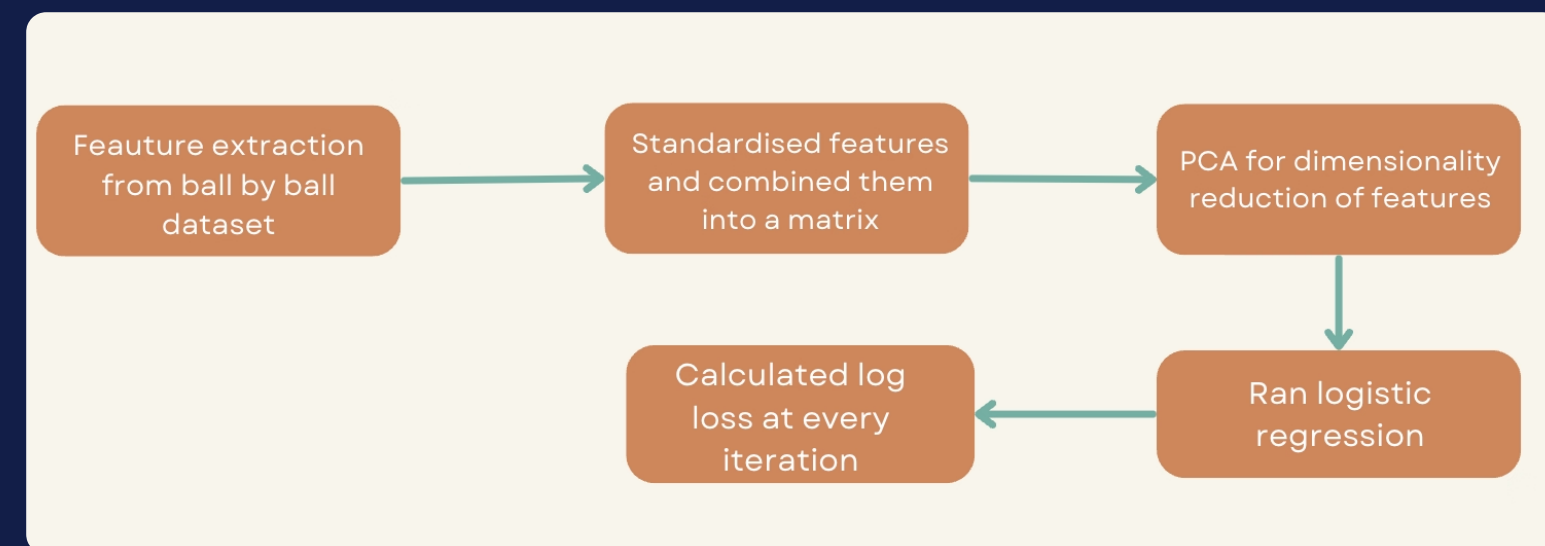 Feauture extraction
from ball by ball
dataset
Standardised features
and combined them
into a matrix
PCA for dimensionality
reduction of features
Ran logistic
regression
Calculated log
loss at every
iteration